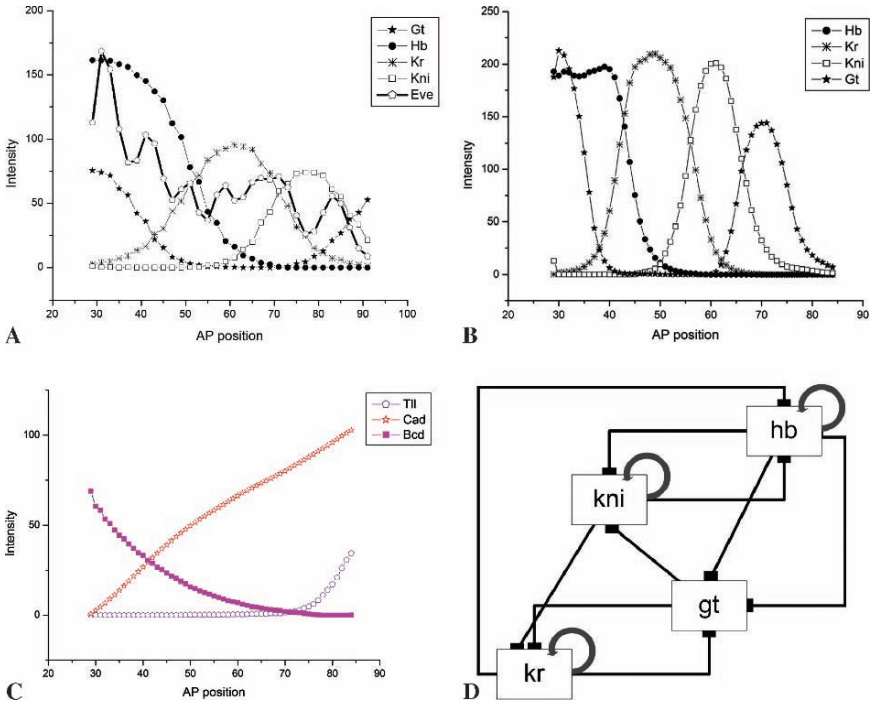 200
150
100
50
0
Intensity
20 30 40 50 60 70 80 90 100
AP position
Gt
Hb
Kr
Kni
Eve
A
250
200
150
100
50
0
Intensity
20 30 40 50 60 70 80 90
AP position
Hb
Kr
Kni
Gt
B
100
50
0
Intensity
20 30 40 50 60 70 80 90
AP position
Tll
Cad
Bcd
C
hb
kni
gt
kr
D